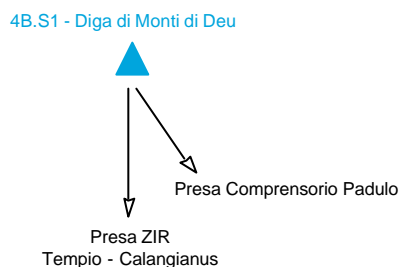 4B.S1 - Diga di Monti di Deu
Presa Comprensorio Padulo
Presa ZIR
Tempio - Calangianus